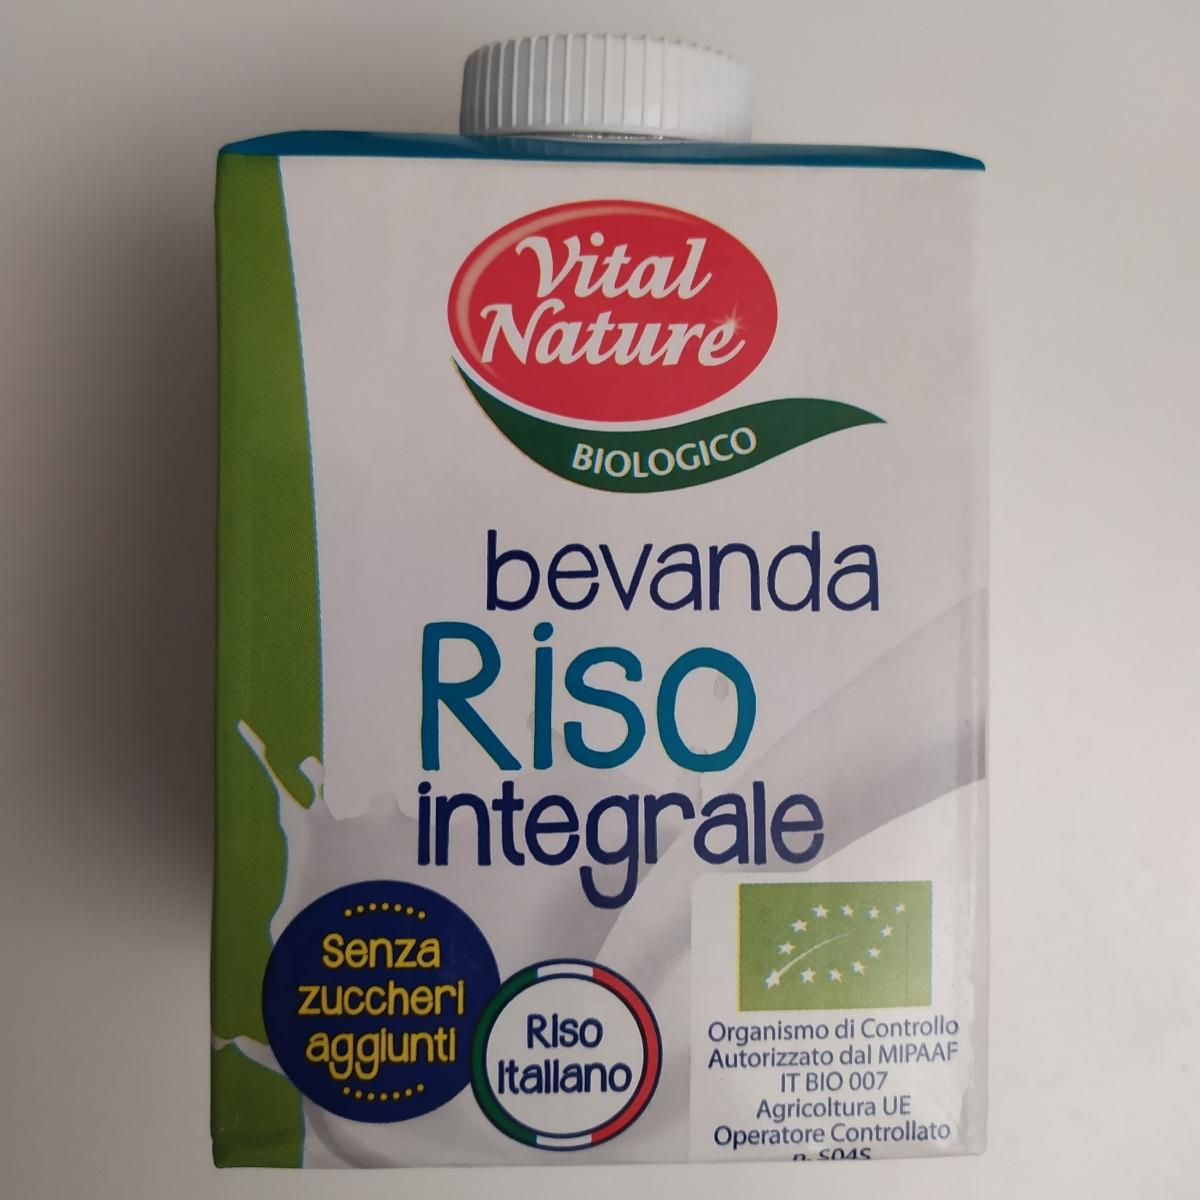 Vital
Nature
BIOLOGICO
bevanda
Riso
integrale
Senza
zuccheri
aggiunti
Riso
Italiano
Organismo di Controllo
Autorizzato dal MIPAAF
IT BIO 007
Agricoltura UE
Operatore Controllato
n. S04S